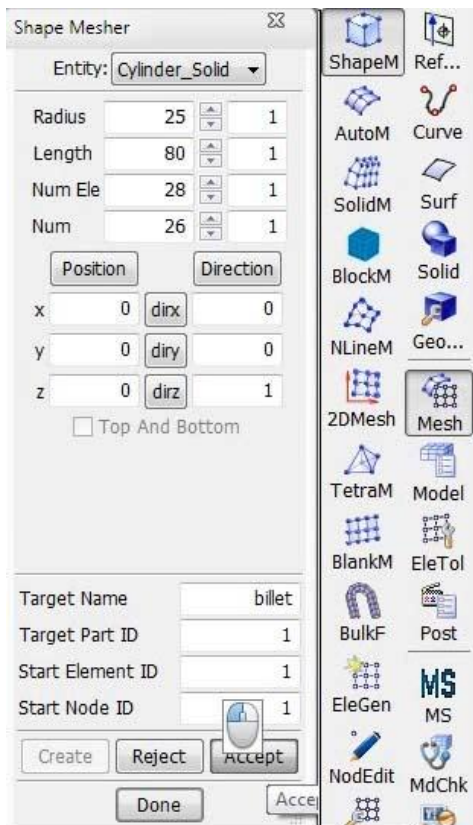 Shape Mesher
Entity: Cylinder_Solid
Radius 25 1
Length 80 1
Num Ele 28 1
Num 26 1
Position Direction
x 0 dirx 0
y 0 diry 0
z 0 dirz 1
Top And Bottom
Target Name billet
Target Part ID 1
Start Element ID 1
Start Node ID 1
Create Reject Accept
Done
Acce
ShapeM Ref...
AutoM Curve
SolidM Surf
BlockM Solid
NLineM Geo...
2DMesh Mesh
TetraM Model
BlankM EleTol
BulkF Post
EleGen MS
MS
NodEdit MdChk